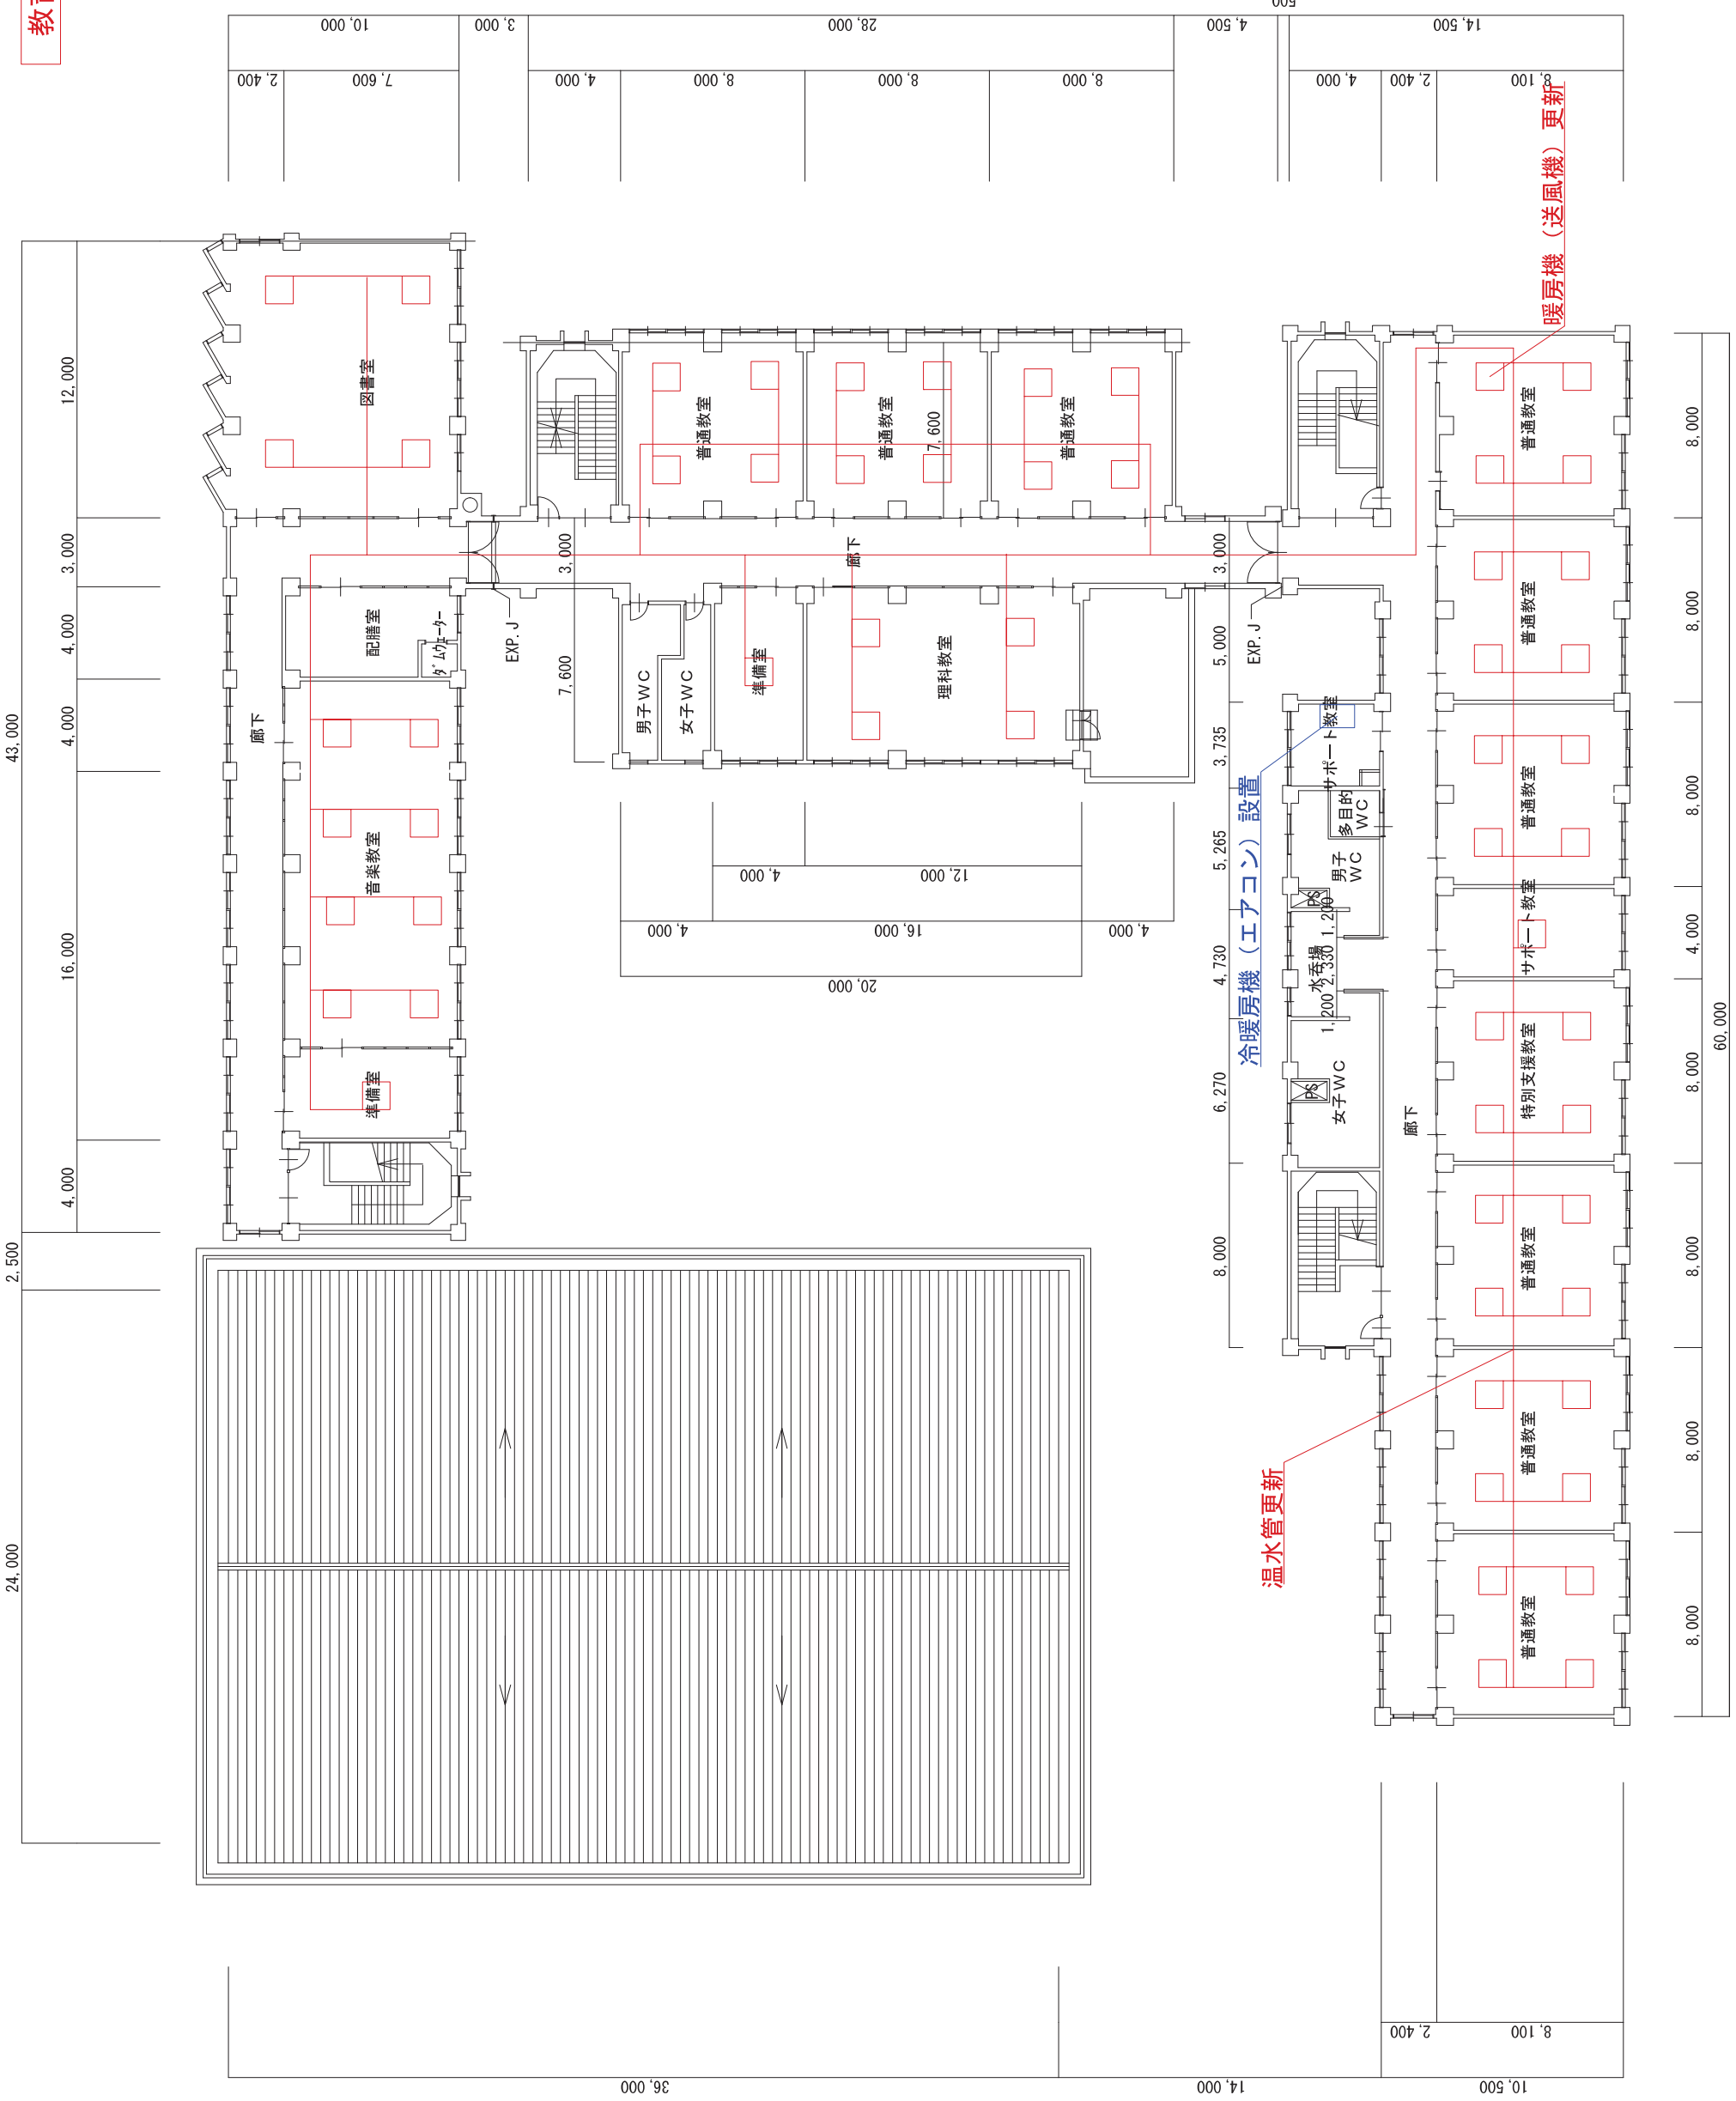 教
10,000
3,000
28,000
4,500
500
14,500
2,400
7,600
4,000
8,000
8,000
8,000
4,000
2,400
8,100
暖房機（送風機）更新
43,000
2,500
24,000
12,000
3,000
4,000
4,000
16,000
4,000
図書室
廊下
配膳室
ﾀﾞﾑｳｪｰﾀｰ
音楽教室
準備室
EXP.J
3,000
7,600
普通教室
普通教室
7,600
普通教室
廊下
3,000
男子WC
女子WC
準備室
理科教室
EXP.J
4,000
12,000
4,000
16,000
4,000
20,000
5,000
3,735
5,265
4,730
6,270
8,000
冷暖房機（エアコン）設置
サポート教室
多目的
WC
男子
WC
PS
水呑場
1,200
2,330
1,200
PS
女子WC
廊下
温水管更新
普通教室
普通教室
普通教室
サポート教室
特別支援教室
普通教室
普通教室
普通教室
8,000
8,000
8,000
4,000
8,000
8,000
8,000
8,000
60,000
2,400
8,100
36,000
14,000
10,500